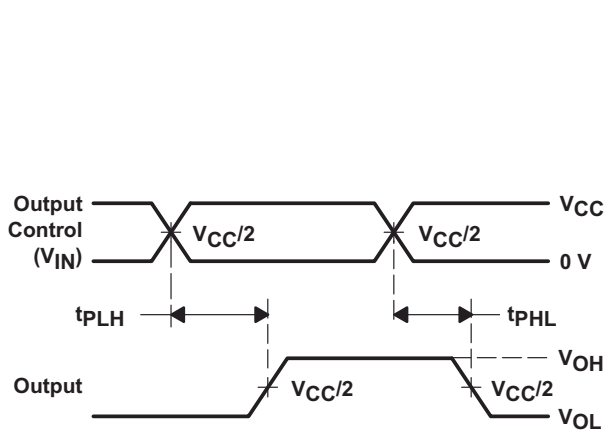 Output
Control
(VIN)
VCC/2
VCC/2
VCC
0 V
tPLH
tPHL
Output
VCC/2
VCC/2
VOH
VOL